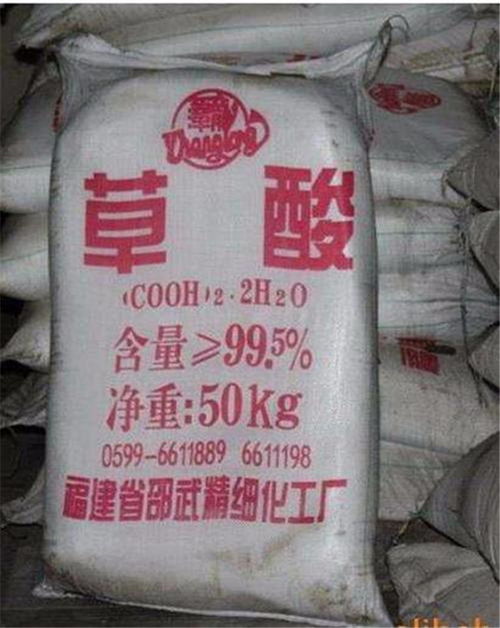 草酸
(COOH)2·2H2O
含量≥99.5%
净重:50kg
0599-6611889 6611198
福建省邵武精细化工厂